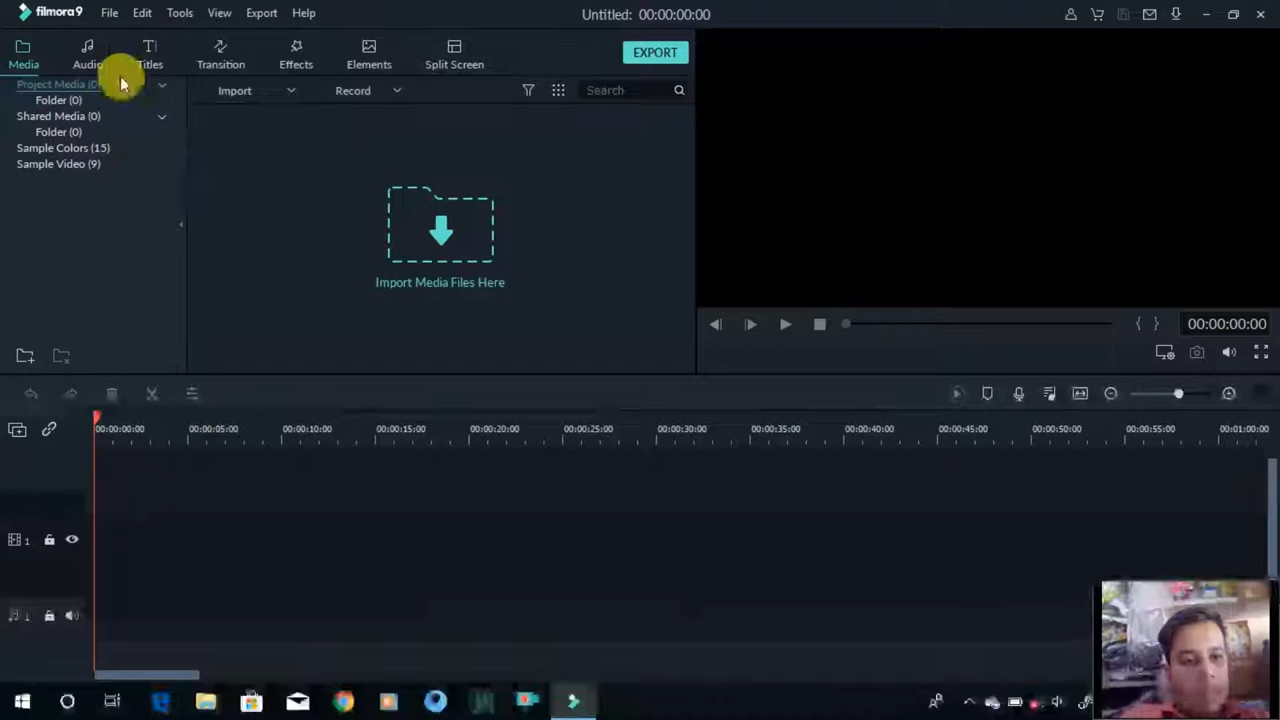 filmora9 File Edit Tools View Export Help Untitled: 00:00:00:00
Media Audio Titles Transition Effects Elements Split Screen EXPORT
Project Media (0)
Folder (0)
Shared Media (0)
Folder (0)
Sample Colors (15)
Sample Video (9)
Import Record Search
Import Media Files Here
{ } 00:00:00:00
00:00:00:00 00:00:05:00 00:00:10:00 00:00:15:00 00:00:20:00 00:00:25:00 00:00:30:00 00:00:35:00 00:00:40:00 00:00:45:00 00:00:50:00 00:00:55:00 00:01:00:00
1
1